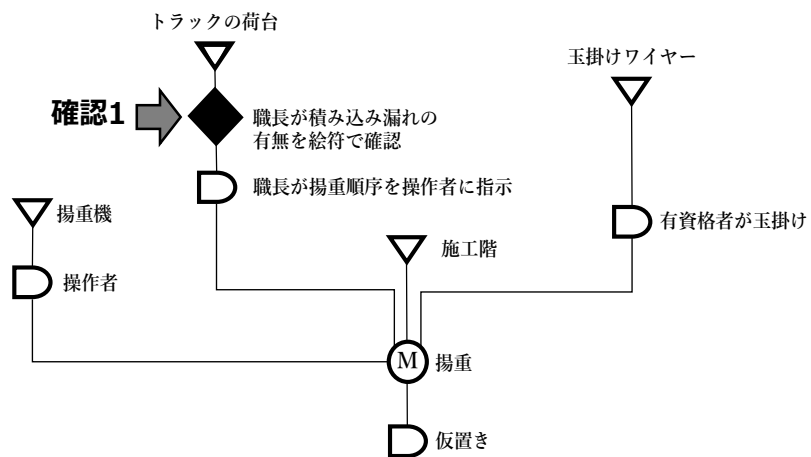 トラックの荷台
玉掛けワイヤー
確認1
職長が積み込み漏れの
有無を絵符で確認
職長が揚重順序を操作者に指示
揚重機
有資格者が玉掛け
施工階
操作者
M
揚重
仮置き